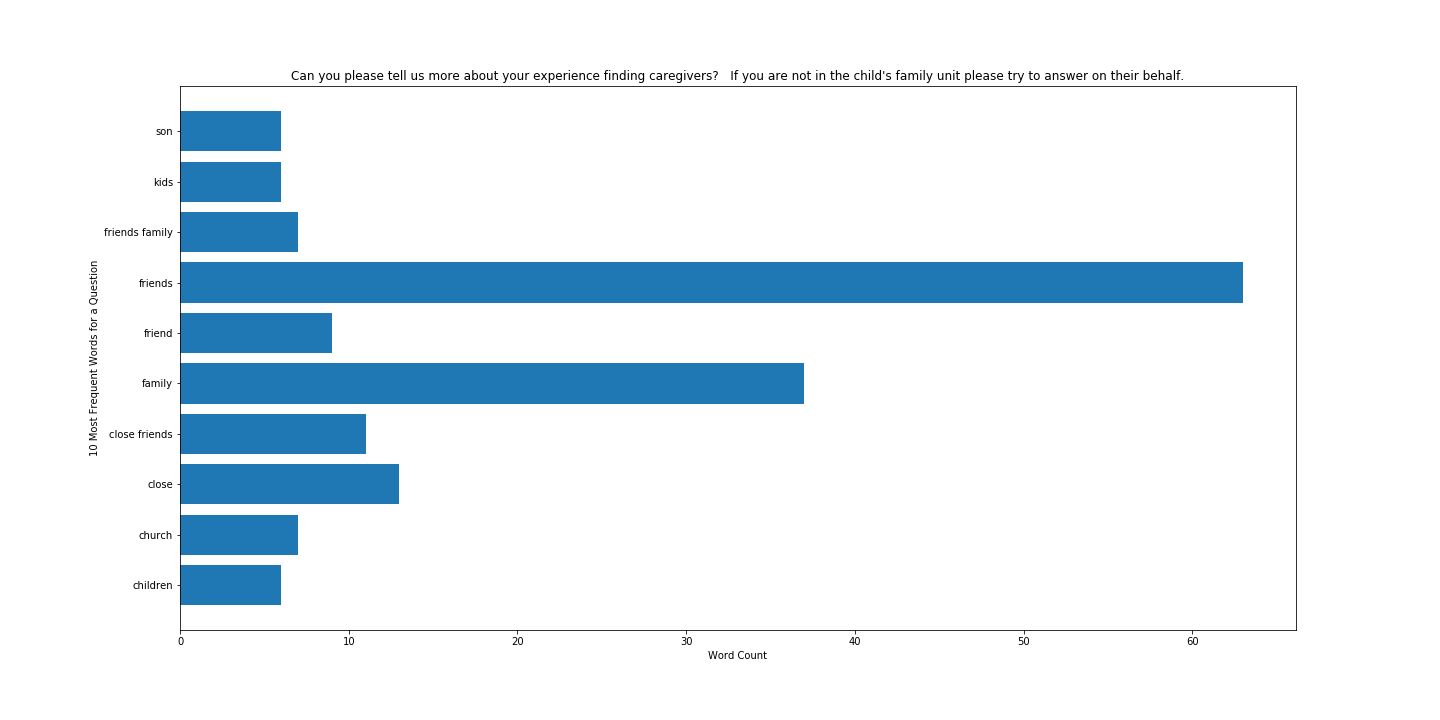 Can you please tell us more about your experience finding caregivers?   If you are not in the child's family unit please try to answer on their behalf.
10 Most Frequent Words for a Question
son
kids
friends family
friends
friend
family
close friends
close
church
children
0 10 20 30 40 50 60
Word Count